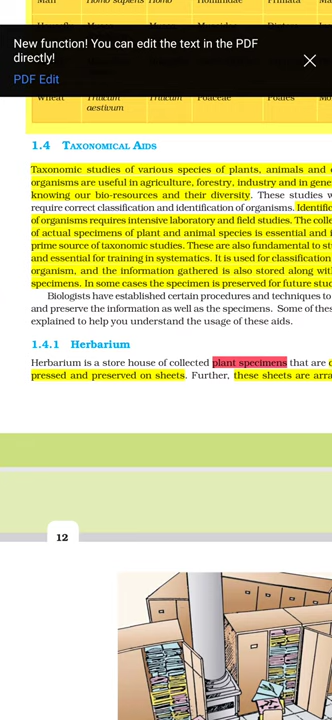 Man Homo sapiens Homo Hominidae Primata
New function! You can edit the text in the PDF
directly!
PDF Edit
Wheat Triticum Triticum Poaceae Poales
aestivum
1.4 TAXONOMICAL AIDS
Taxonomic studies of various species of plants, animals and
organisms are useful in agriculture, forestry, industry and in gene
knowing our bio-resources and their diversity. These studies w
require correct classification and identification of organisms. Identif
of organisms requires intensive laboratory and field studies. The colle
of actual specimens of plant and animal species is essential and i
prime source of taxonomic studies. These are also fundamental to st
and essential for training in systematics. It is used for classification
organism, and the information gathered is also stored along wit
specimens. In some cases the specimen is preserved for future stud
Biologists have established certain procedures and techniques to
and preserve the information as well as the specimens. Some of thes
explained to help you understand the usage of these aids.
1.4.1 Herbarium
Herbarium is a store house of collected plant specimens that are
pressed and preserved on sheets. Further, these sheets are arra
12